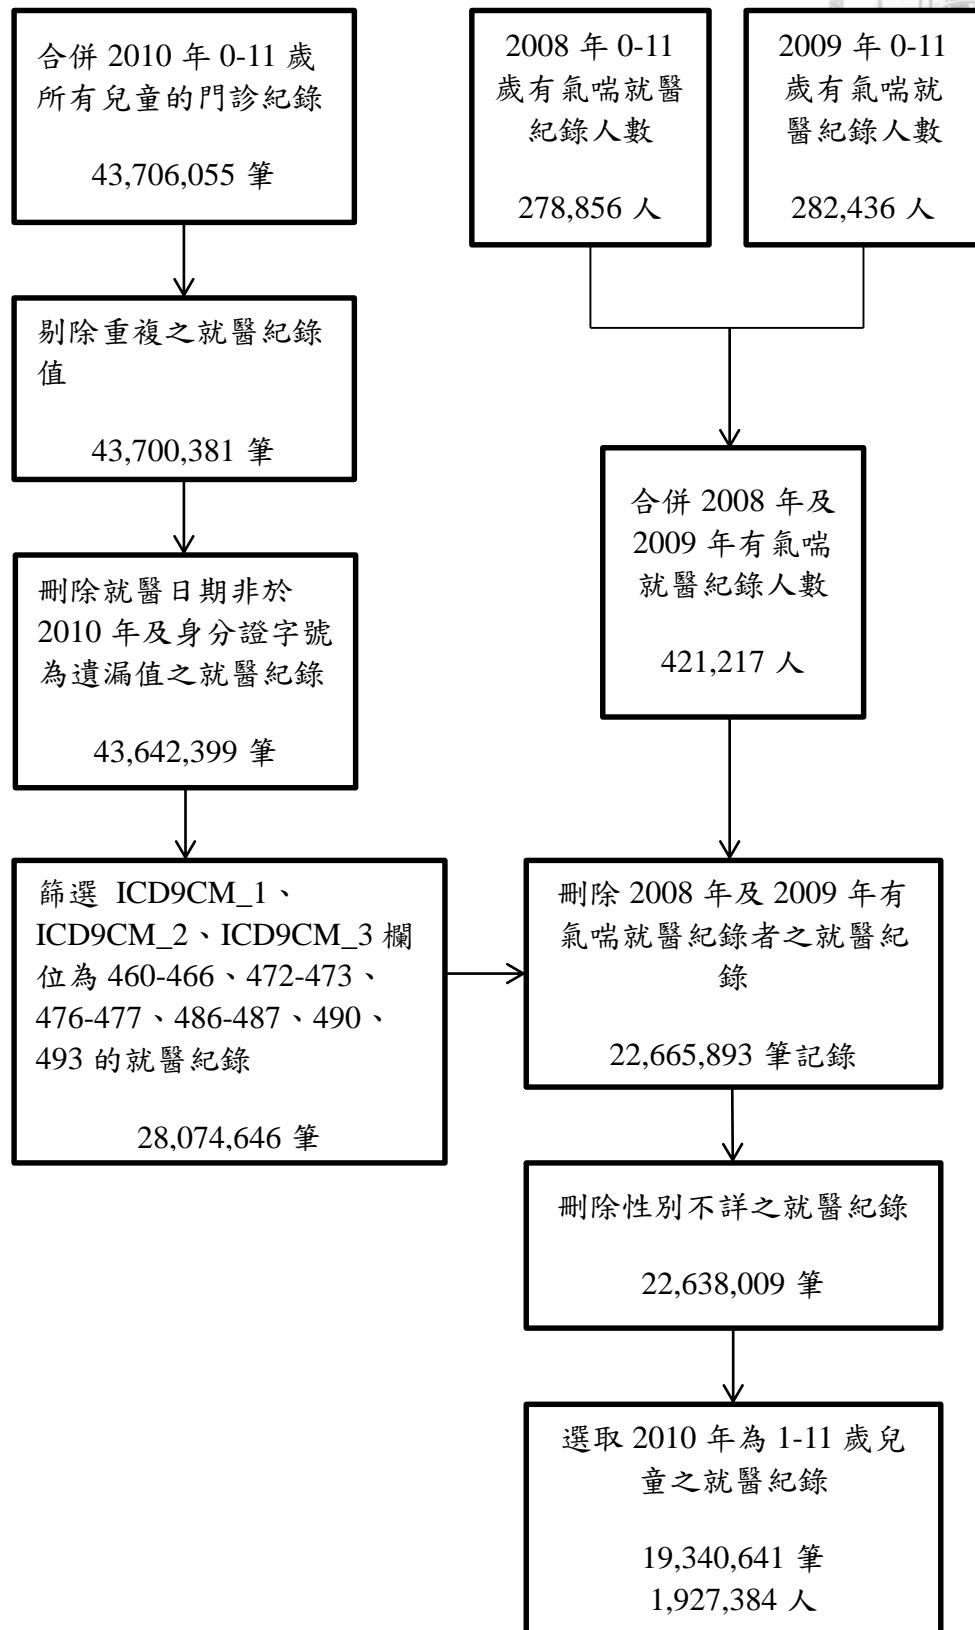 合併 2010 年 0-11 歲
所有兒童的門診紀錄
43,706,055 筆
剔除重複之就醫紀錄
值
43,700,381 筆
刪除就醫日期非於
2010 年及身分證字號
為遺漏值之就醫紀錄
43,642,399 筆
篩選 ICD9CM_1、
ICD9CM_2、ICD9CM_3 欄
位為 460-466、472-473、
476-477、486-487、490、
493 的就醫紀錄
28,074,646 筆
2008 年 0-11
歲有氣喘就醫
紀錄人數
278,856 人
2009 年 0-11
歲有氣喘就
醫紀錄人數
282,436 人
合併 2008 年及
2009 年有氣喘
就醫紀錄人數
421,217 人
刪除 2008 年及 2009 年有
氣喘就醫紀錄者之就醫紀
錄
22,665,893 筆記錄
刪除性別不詳之就醫紀錄
22,638,009 筆
選取 2010 年為 1-11 歲兒
童之就醫紀錄
19,340,641 筆
1,927,384 人